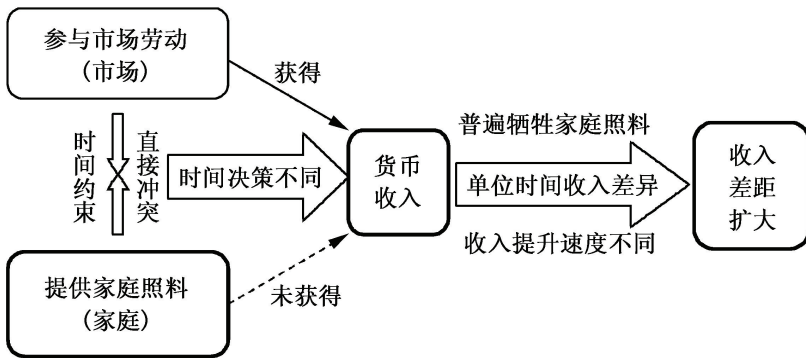 参与市场劳动
（市场）
获得
时间约束
直接冲突
时间决策不同
货币
收入
普遍牺牲家庭照料
单位时间收入差异
收入提升速度不同
收入
差距
扩大
提供家庭照料
（家庭）
未获得